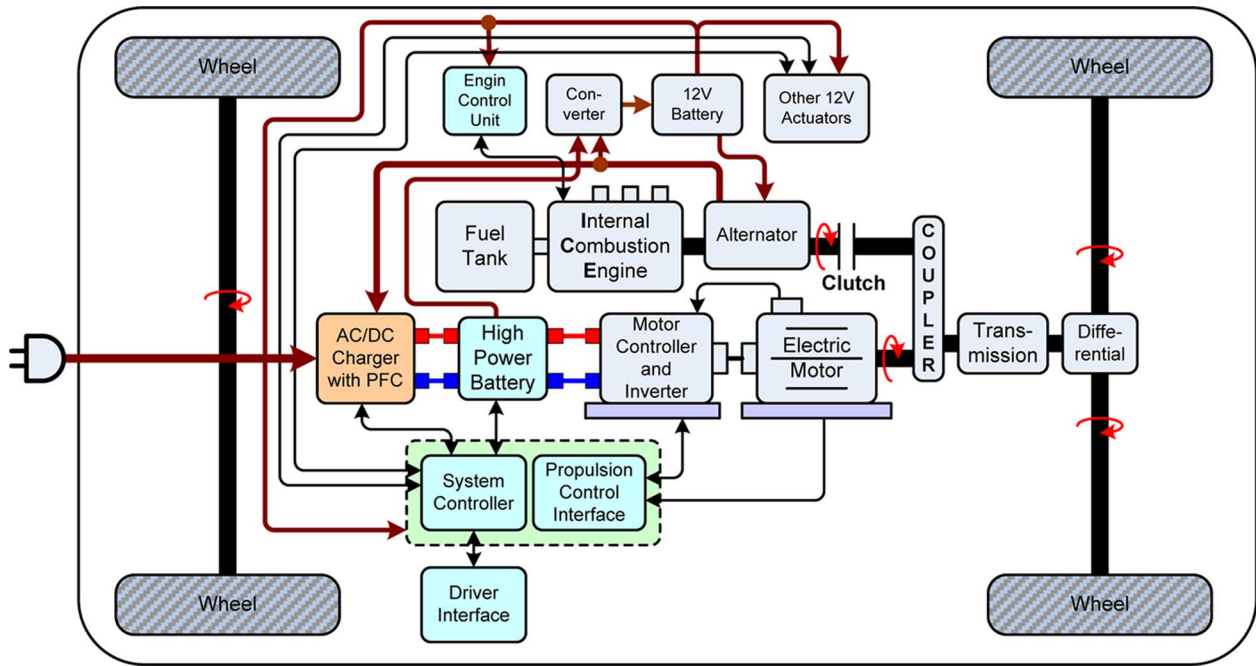 Wheel
Wheel
Engin
Control
Unit
Con-
verter
12V
Battery
Other 12V
Actuators
Fuel
Tank
Internal
Combustion
Engine
Alternator
Clutch
COUPLER
AC/DC
Charger
with PFC
High
Power
Battery
Motor
Controller
and
Inverter
Electric
Motor
Trans-
mission
Diffe-
rential
System
Controller
Propulsion
Control
Interface
Driver
Interface
Wheel
Wheel